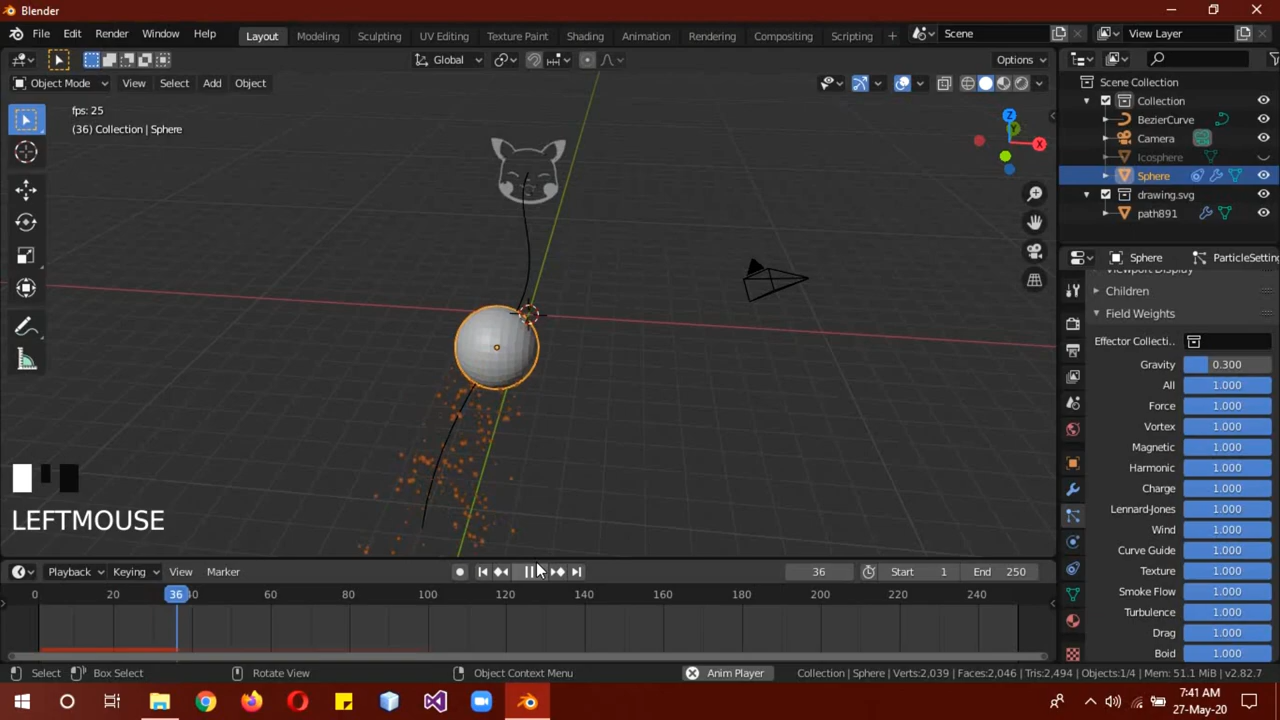 Blender
File Edit Render Window Help Layout Modeling Sculpting UV Editing Texture Paint Shading Animation Rendering Compositing Scripting + Scene View Layer
Global Options
Object Mode View Select Add Object
fps: 25
(36) Collection | Sphere
Z
Y
X
LEFTMOUSE
Scene Collection
Collection
BezierCurve
Camera
Icosphere
Sphere
drawing.svg
path891
Sphere ParticleSetting
Viewport Display
Children
Field Weights
Effector Collecti..
Gravity 0.300
All 1.000
Force 1.000
Vortex 1.000
Magnetic 1.000
Harmonic 1.000
Charge 1.000
Lennard-Jones 1.000
Wind 1.000
Curve Guide 1.000
Texture 1.000
Smoke Flow 1.000
Turbulence 1.000
Drag 1.000
Boid 1.000
Playback Keying View Marker 36 Start 1 End 250
0 20 36 40 60 80 100 120 140 160 180 200 220 240
Select Box Select Rotate View Object Context Menu Anim Player Collection | Sphere | Verts:2,039 | Faces:2,046 | Tris:2,494 | Objects:1/4 | Mem: 51.1 MiB | v2.82.7
7:41 AM
27-May-20